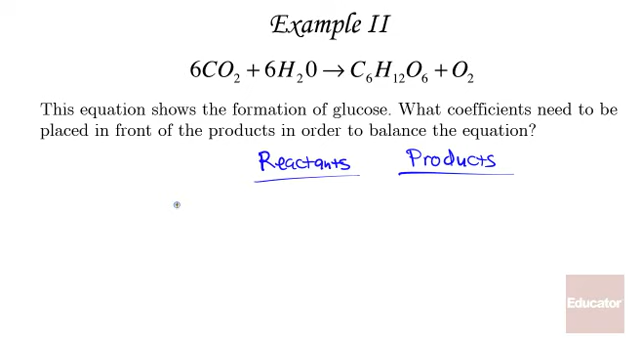 Example II
6CO₂ + 6H₂0 → C₆H₁₂O₆ + O₂
This equation shows the formation of glucose. What coefficients need to be
placed in front of the products in order to balance the equation?
Reactants Products
Educator